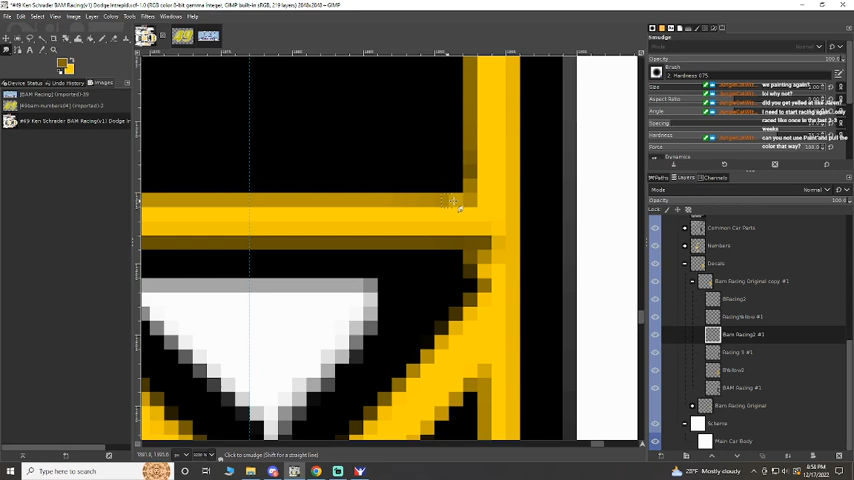 *#49 Ken Schrader BAM Racing(v1) Dodge Intrepid.xcf-1.0 (RGB color 8-bit gamma integer, GIMP built-in sRGB, 219 layers) 2048x2048 – GIMP
File Edit Select View Image Layer Colors Tools Filters Windows Help
Device Status Undo History Images
[BAM Racing] (imported)-39
[49bam-numbers04] (imported)-2
#49 Ken Schrader BAM Racing(v1) Dodge In
Smudge
Mode Normal
Opacity 100.0
Brush
2. Hardness 075
Size
Aspect Ratio
Angle
Spacing
Hardness
Force
Dynamics
we painting again?
lol why not?
did you get yelled at like Jaren?
I need to start racing again. only
raced like once in the last 2-3
weeks
can you not use Paint and pull the
color that way?
Paths Layers Channels
Mode Normal
Opacity 100.0
Lock:
Common Car Parts
Numbers
Decals
Bam Racing Original copy #1
BRacing2
RacingYellow #1
Bam Racing2 #1
Racing 3 #1
BYellow2
BAM Racing #1
Bam Racing Original
Scheme
Main Car Body
px
Click to smudge (Shift for a straight line)
Type here to search
28°F Mostly cloudy
8:58 PM
12/17/2022